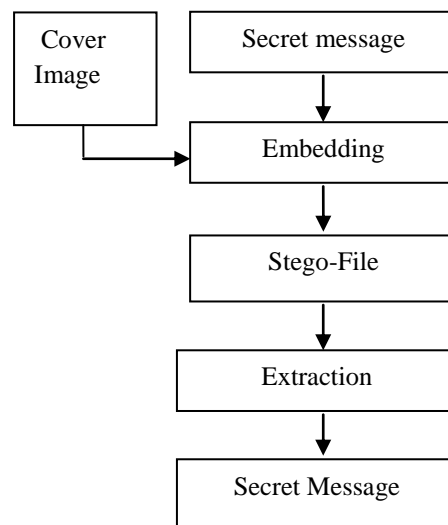 Cover
Image
Secret message
Embedding
Stego-File
Extraction
Secret Message